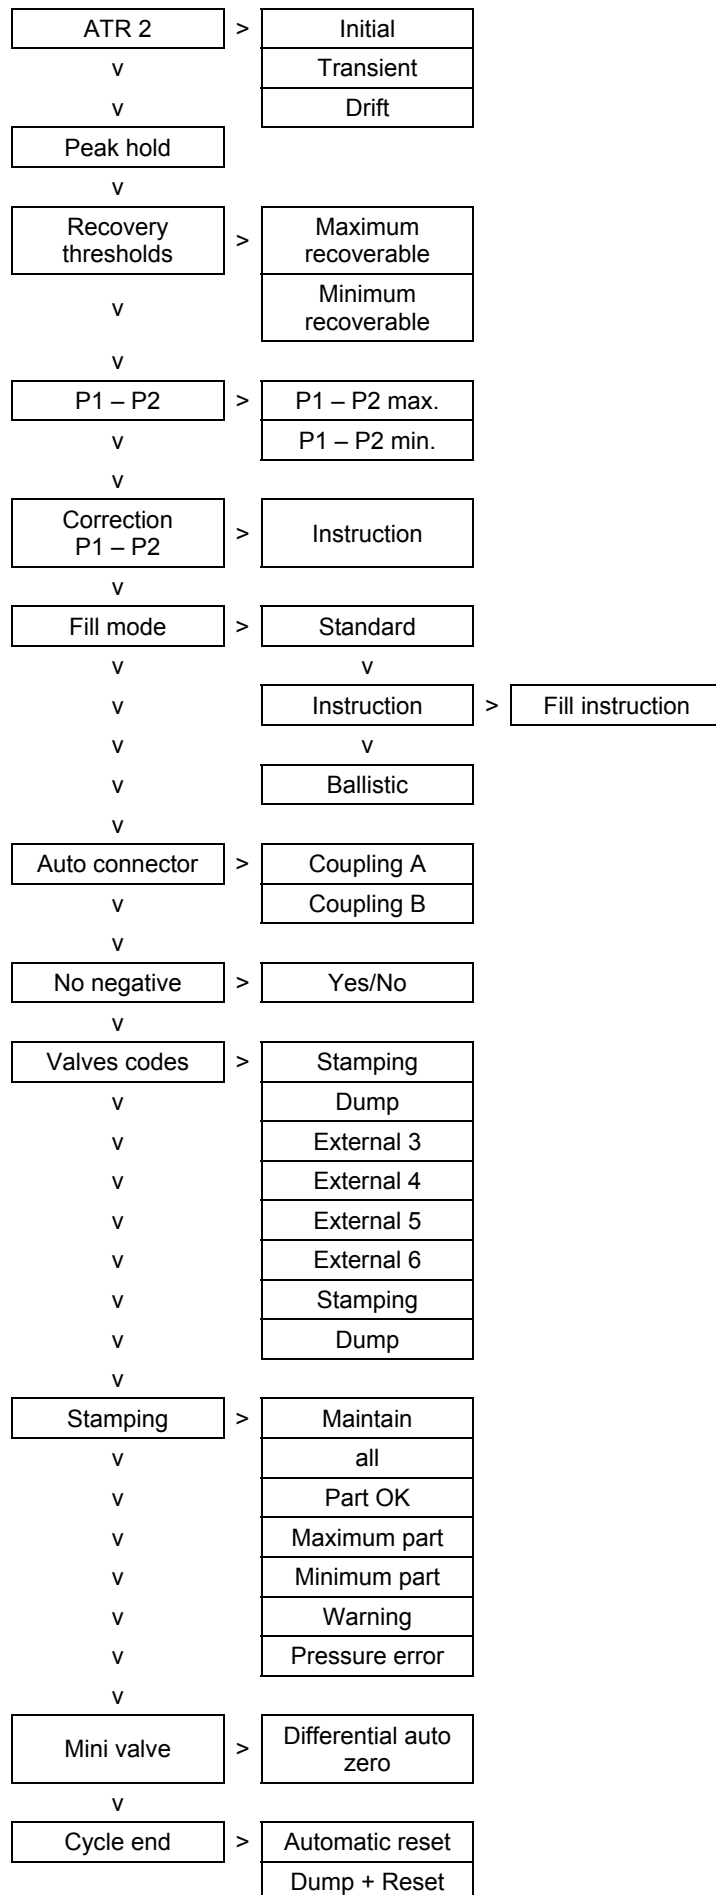 ATR 2 > Initial
v Transient
v Drift
Peak hold
v
Recovery
thresholds
>
Maximum
recoverable
v
Minimum
recoverable
v
P1 – P2 > P1 – P2 max.
v P1 – P2 min.
v
Correction
P1 – P2
> Instruction
v
Fill mode > Standard
v v
v Instruction > Fill instruction
v v
v Ballistic
v
Auto connector > Coupling A
v Coupling B
v
No negative > Yes/No
v
Valves codes > Stamping
v Dump
v External 3
v External 4
v External 5
v External 6
v Stamping
v Dump
v
Stamping > Maintain
v all
v Part OK
v Maximum part
v Minimum part
v Warning
v Pressure error
v
Mini valve >
Differential auto
zero
v
Cycle end > Automatic reset
Dump + Reset